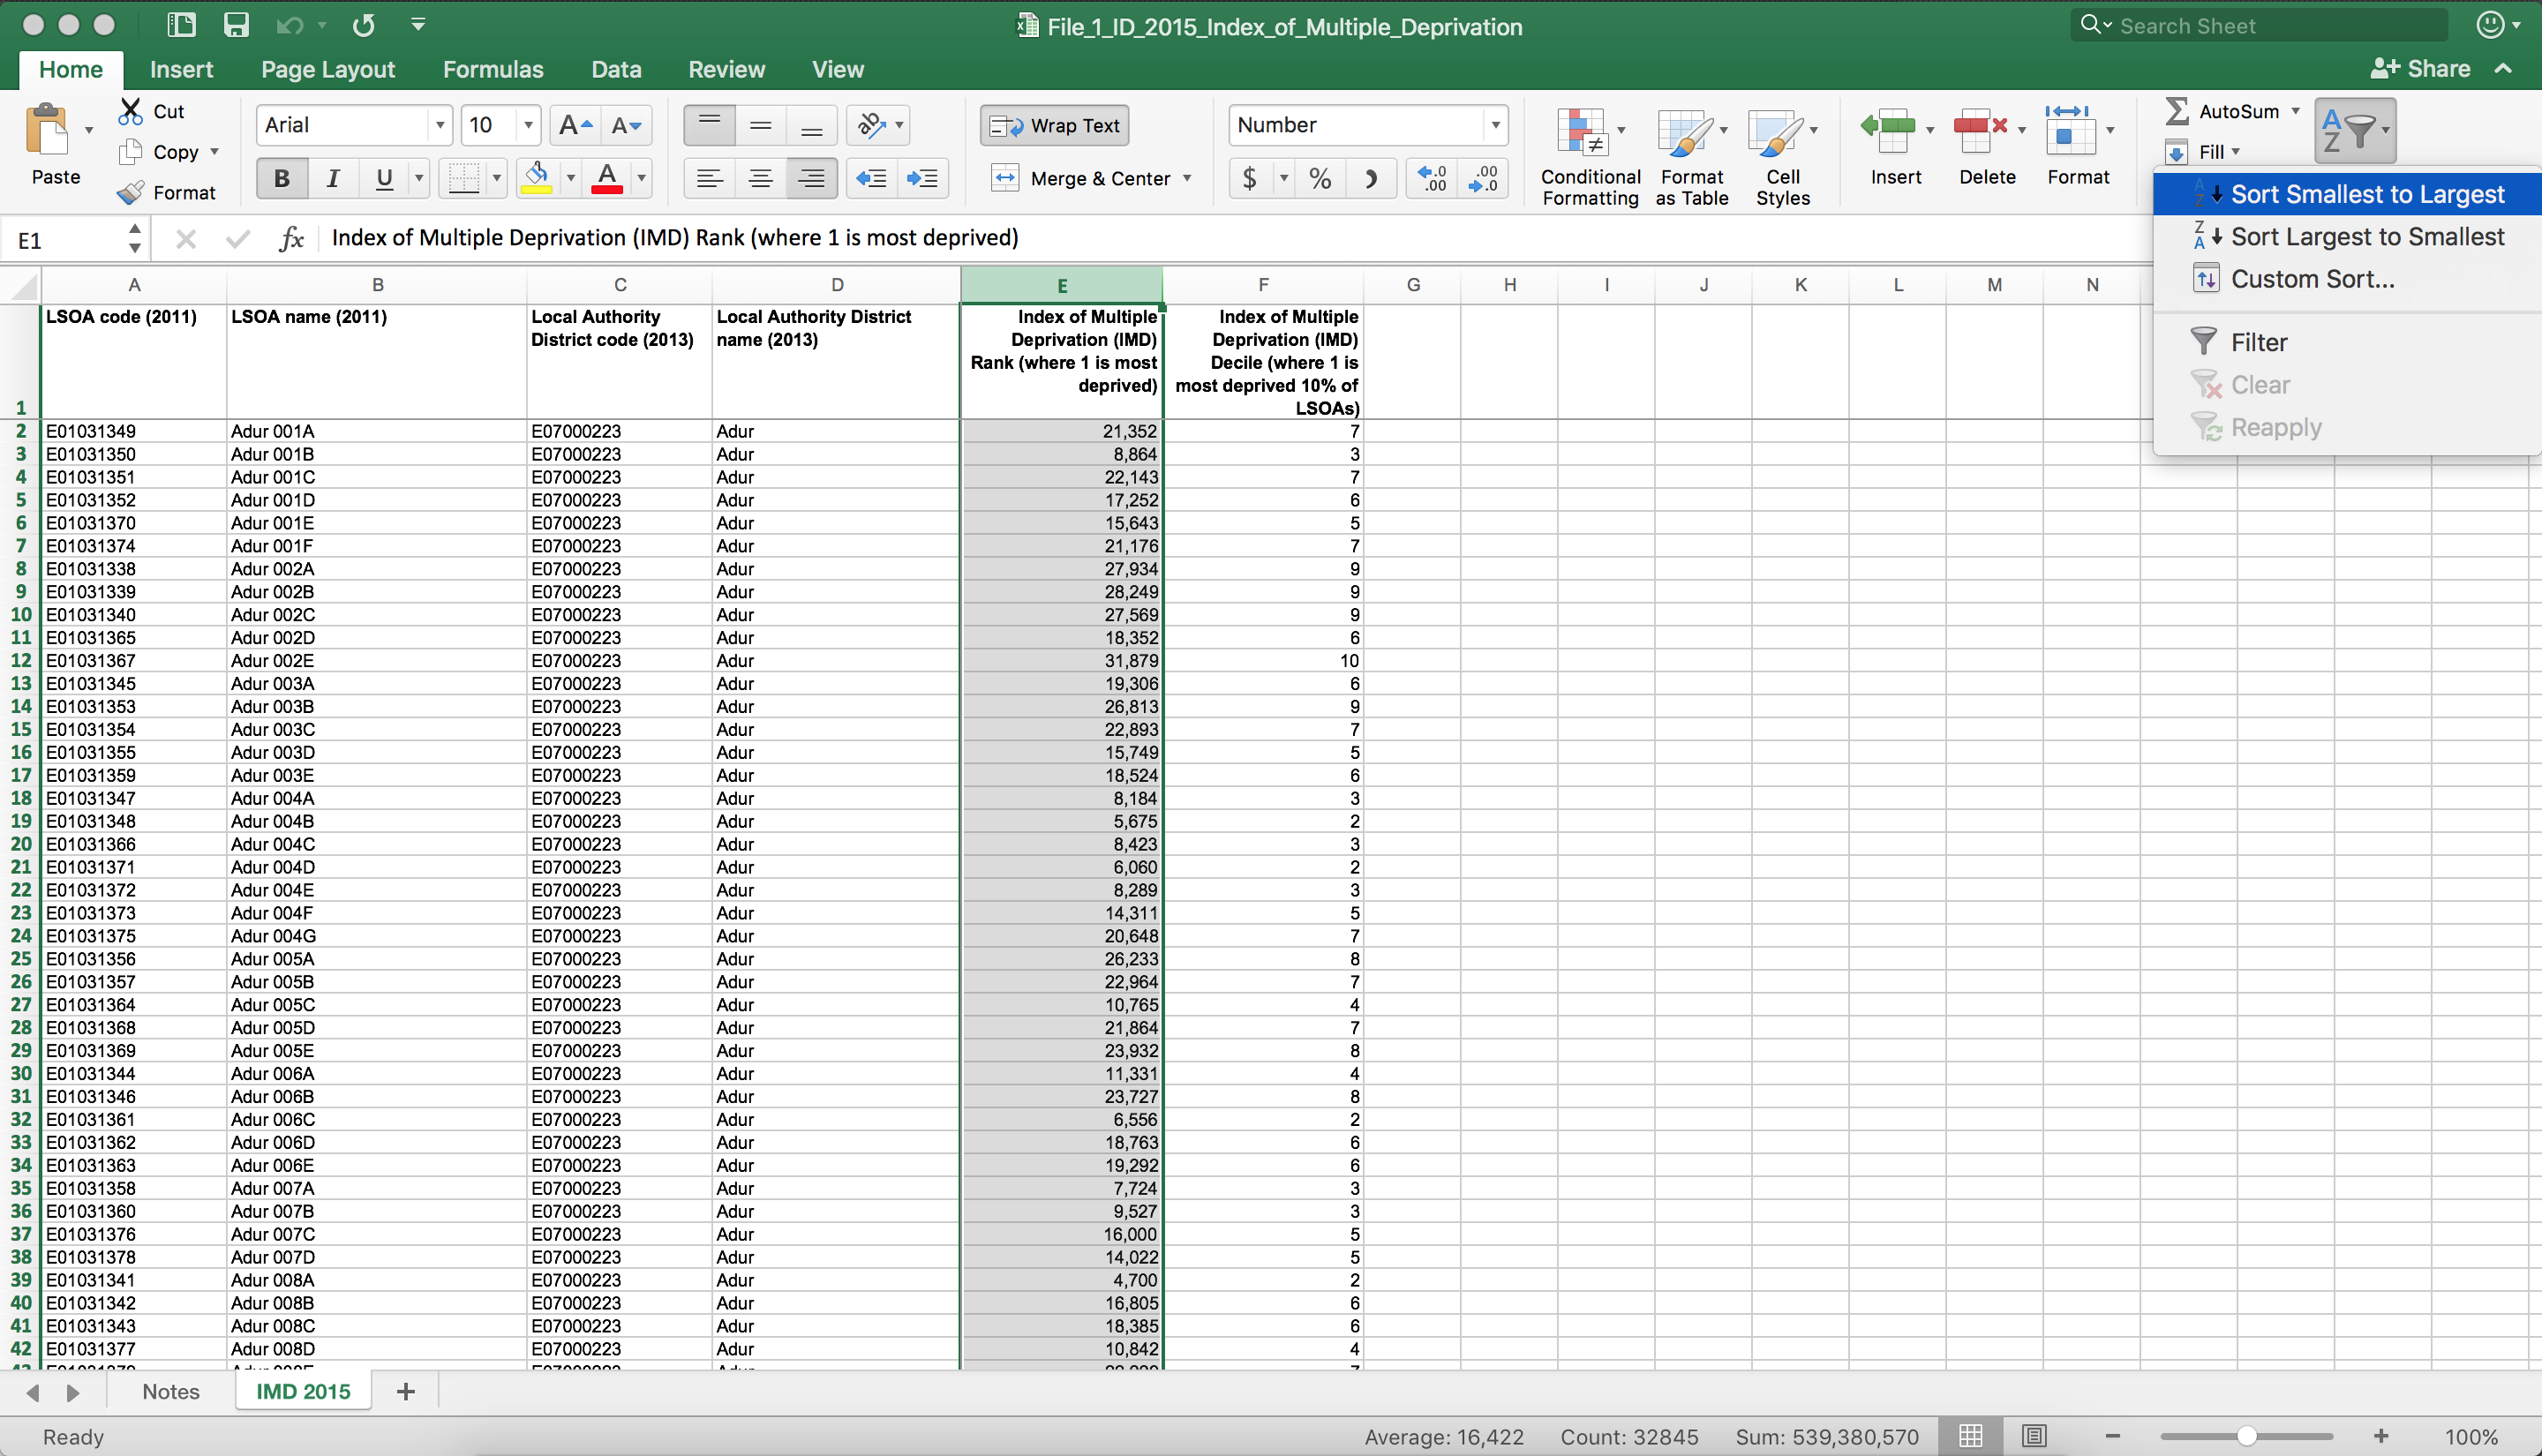 File_1_ID_2015_Index_of_Multiple_Deprivation
Search Sheet
Home Insert Page Layout Formulas Data Review View
Share
Paste
Cut
Copy
Format
Arial 10
B I U
Wrap Text
Merge & Center
Number
$ %
Conditional Formatting
Format as Table
Cell Styles
Insert
Delete
Format
AutoSum
Fill
Sort Smallest to Largest
Sort Largest to Smallest
Custom Sort...
Filter
Clear
Reapply
E1 fx Index of Multiple Deprivation (IMD) Rank (where 1 is most deprived)
A B C D E F G H I J K L M N
1 LSOA code (2011) LSOA name (2011) Local Authority District code (2013) Local Authority District name (2013) Index of Multiple Deprivation (IMD) Rank (where 1 is most deprived) Index of Multiple Deprivation (IMD) Decile (where 1 is most deprived 10% of LSOAs)
2 E01031349 Adur 001A E07000223 Adur 21,352 7
3 E01031350 Adur 001B E07000223 Adur 8,864 3
4 E01031351 Adur 001C E07000223 Adur 22,143 7
5 E01031352 Adur 001D E07000223 Adur 17,252 6
6 E01031370 Adur 001E E07000223 Adur 15,643 5
7 E01031374 Adur 001F E07000223 Adur 21,176 7
8 E01031338 Adur 002A E07000223 Adur 27,934 9
9 E01031339 Adur 002B E07000223 Adur 28,249 9
10 E01031340 Adur 002C E07000223 Adur 27,569 9
11 E01031365 Adur 002D E07000223 Adur 18,352 6
12 E01031367 Adur 002E E07000223 Adur 31,879 10
13 E01031345 Adur 003A E07000223 Adur 19,306 6
14 E01031353 Adur 003B E07000223 Adur 26,813 9
15 E01031354 Adur 003C E07000223 Adur 22,893 7
16 E01031355 Adur 003D E07000223 Adur 15,749 5
17 E01031359 Adur 003E E07000223 Adur 18,524 6
18 E01031347 Adur 004A E07000223 Adur 8,184 3
19 E01031348 Adur 004B E07000223 Adur 5,675 2
20 E01031366 Adur 004C E07000223 Adur 8,423 3
21 E01031371 Adur 004D E07000223 Adur 6,060 2
22 E01031372 Adur 004E E07000223 Adur 8,289 3
23 E01031373 Adur 004F E07000223 Adur 14,311 5
24 E01031375 Adur 004G E07000223 Adur 20,648 7
25 E01031356 Adur 005A E07000223 Adur 26,233 8
26 E01031357 Adur 005B E07000223 Adur 22,964 7
27 E01031364 Adur 005C E07000223 Adur 10,765 4
28 E01031368 Adur 005D E07000223 Adur 21,864 7
29 E01031369 Adur 005E E07000223 Adur 23,932 8
30 E01031344 Adur 006A E07000223 Adur 11,331 4
31 E01031346 Adur 006B E07000223 Adur 23,727 8
32 E01031361 Adur 006C E07000223 Adur 6,556 2
33 E01031362 Adur 006D E07000223 Adur 18,763 6
34 E01031363 Adur 006E E07000223 Adur 19,292 6
35 E01031358 Adur 007A E07000223 Adur 7,724 3
36 E01031360 Adur 007B E07000223 Adur 9,527 3
37 E01031376 Adur 007C E07000223 Adur 16,000 5
38 E01031378 Adur 007D E07000223 Adur 14,022 5
39 E01031341 Adur 008A E07000223 Adur 4,700 2
40 E01031342 Adur 008B E07000223 Adur 16,805 6
41 E01031343 Adur 008C E07000223 Adur 18,385 6
42 E01031377 Adur 008D E07000223 Adur 10,842 4
Notes IMD 2015 +
Ready Average: 16,422 Count: 32845 Sum: 539,380,570 100%